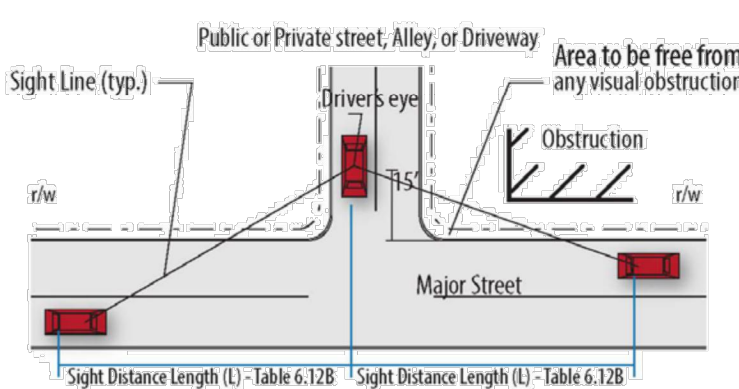 Public or Private street, Alley, or Driveway
Area to be free from
any visual obstruction
Sight Line (typ.)
Driver's eye
Obstruction
15'
r/w
r/w
Major Street
Sight Distance Length (L) - Table 6.12B
Sight Distance Length (L) - Table 6.12B